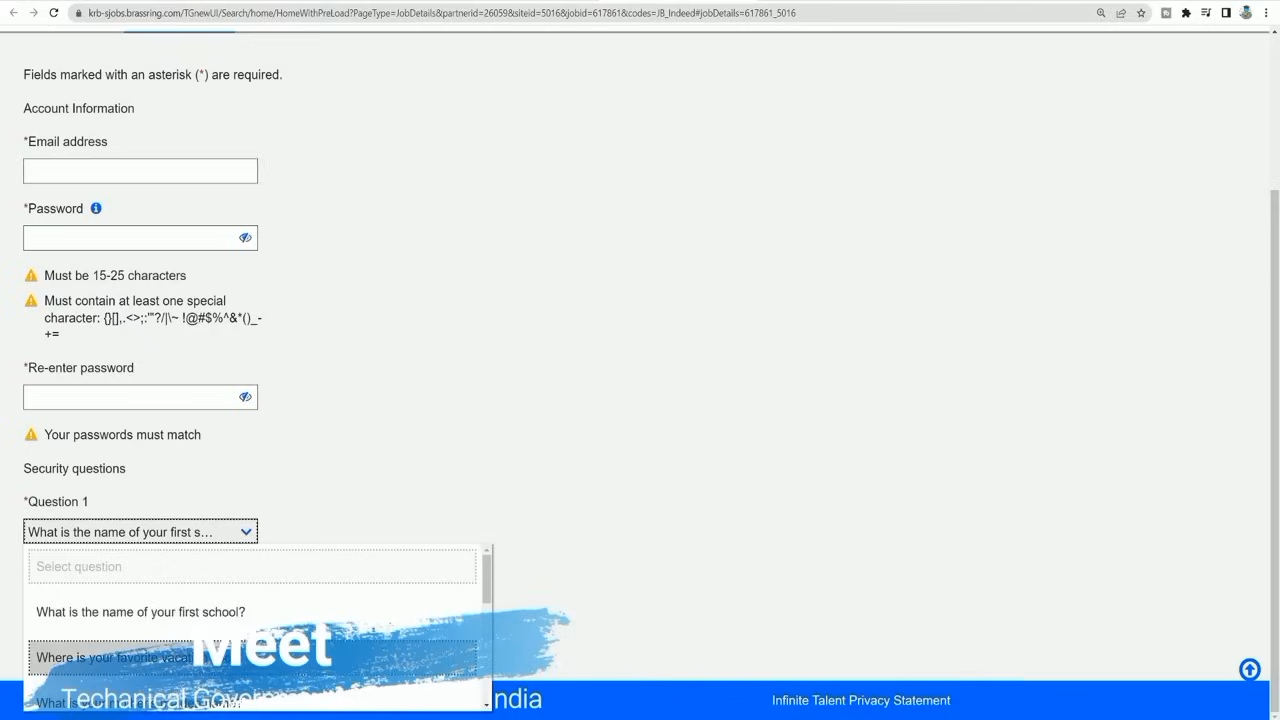 krb-sjobs.brassring.com/TGnewUI/Search/home/HomeWithPreLoad?PageType=JobDetails&partnerid=26059&siteid=5016&jobid=617861&codes=JB_Indeed#jobDetails=617861_5016
Fields marked with an asterisk (*) are required.
Account Information
*Email address
*Password
Must be 15-25 characters
Must contain at least one special
character: {}[],.<>;:'"?/|\~ !@#$%^&*()_-
+=
*Re-enter password
Your passwords must match
Security questions
*Question 1
What is the name of your first s...
Select question
What is the name of your first school?
Where is your favorite
Meet
Techanical
India
Infinite Talent Privacy Statement